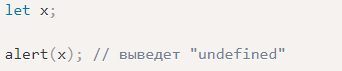 let x;
alert(x); // выведет "undefined"